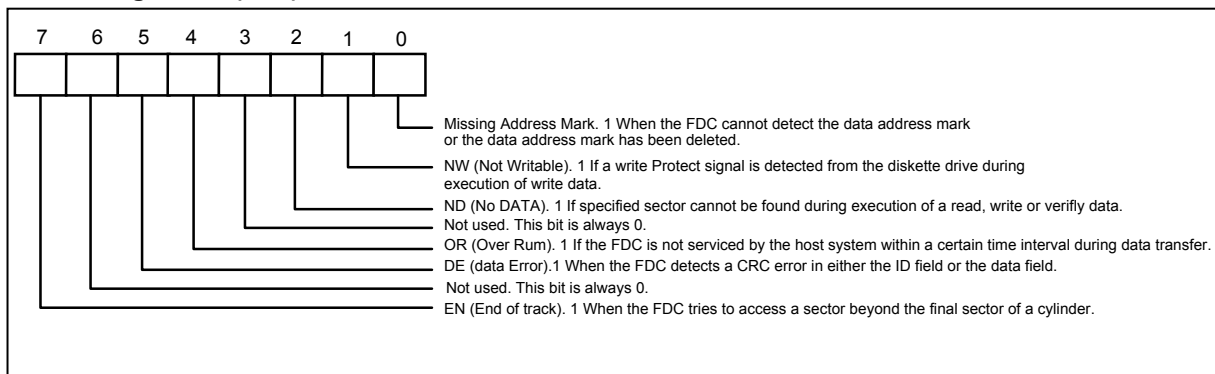 7 6 5 4 3 2 1 0
Missing Address Mark. 1 When the FDC cannot detect the data address mark
or the data address mark has been deleted.
NW (Not Writable). 1 If a write Protect signal is detected from the diskette drive during
execution of write data.
ND (No DATA). 1 If specified sector cannot be found during execution of a read, write or verifly data.
Not used. This bit is always 0.
OR (Over Rum). 1 If the FDC is not serviced by the host system within a certain time interval during data transfer.
DE (data Error).1 When the FDC detects a CRC error in either the ID field or the data field.
Not used. This bit is always 0.
EN (End of track). 1 When the FDC tries to access a sector beyond the final sector of a cylinder.